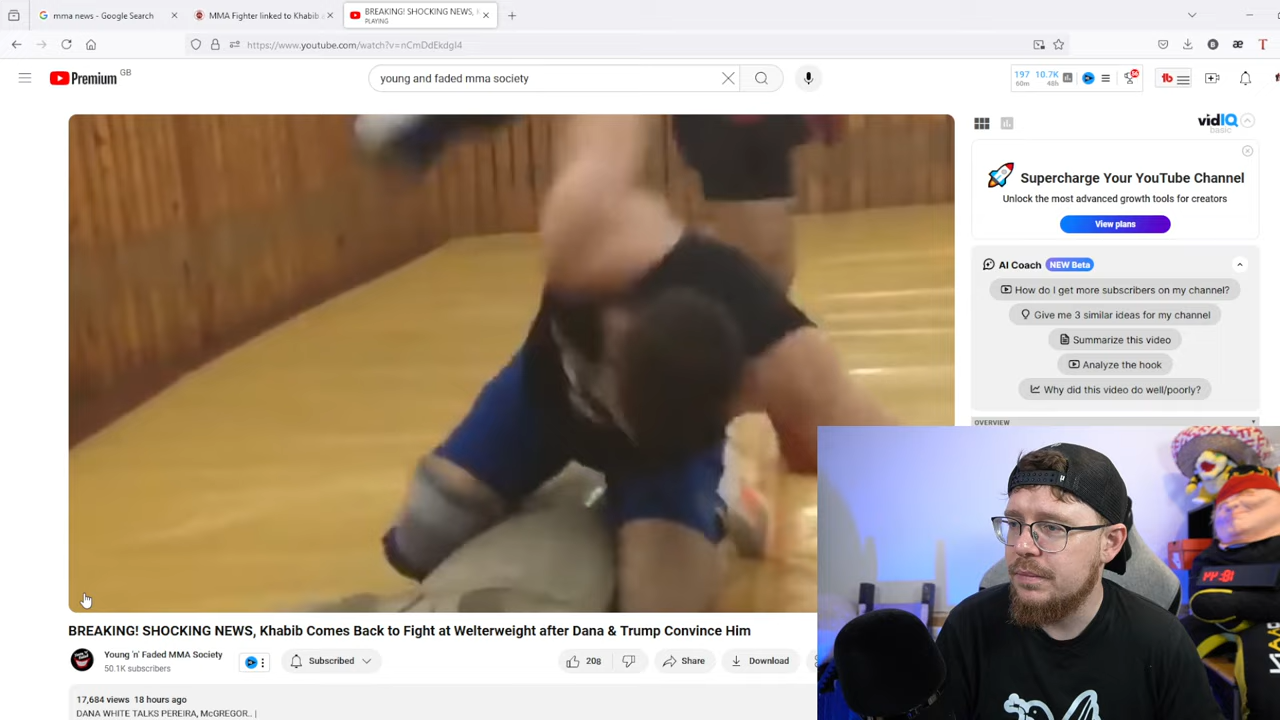 mma news - Google Search
MMA Fighter linked to Khabib
BREAKING! SHOCKING NEWS,
PLAYING
https://www.youtube.com/watch?v=nCmDdEkdgI4
Premium GB
young and faded mma society
197 10.7K
60m 48h
vidIQ
basic
Supercharge Your YouTube Channel
Unlock the most advanced growth tools for creators
View plans
AI Coach NEW Beta
How do I get more subscribers on my channel?
Give me 3 similar ideas for my channel
Summarize this video
Analyze the hook
Why did this video do well/poorly?
OVERVIEW
BREAKING! SHOCKING NEWS, Khabib Comes Back to Fight at Welterweight after Dana & Trump Convince Him
Young 'n' Faded MMA Society
50.1K subscribers
Subscribed
208
Share
Download
17,684 views 18 hours ago
DANA WHITE TALKS PEREIRA, McGREGOR.. |